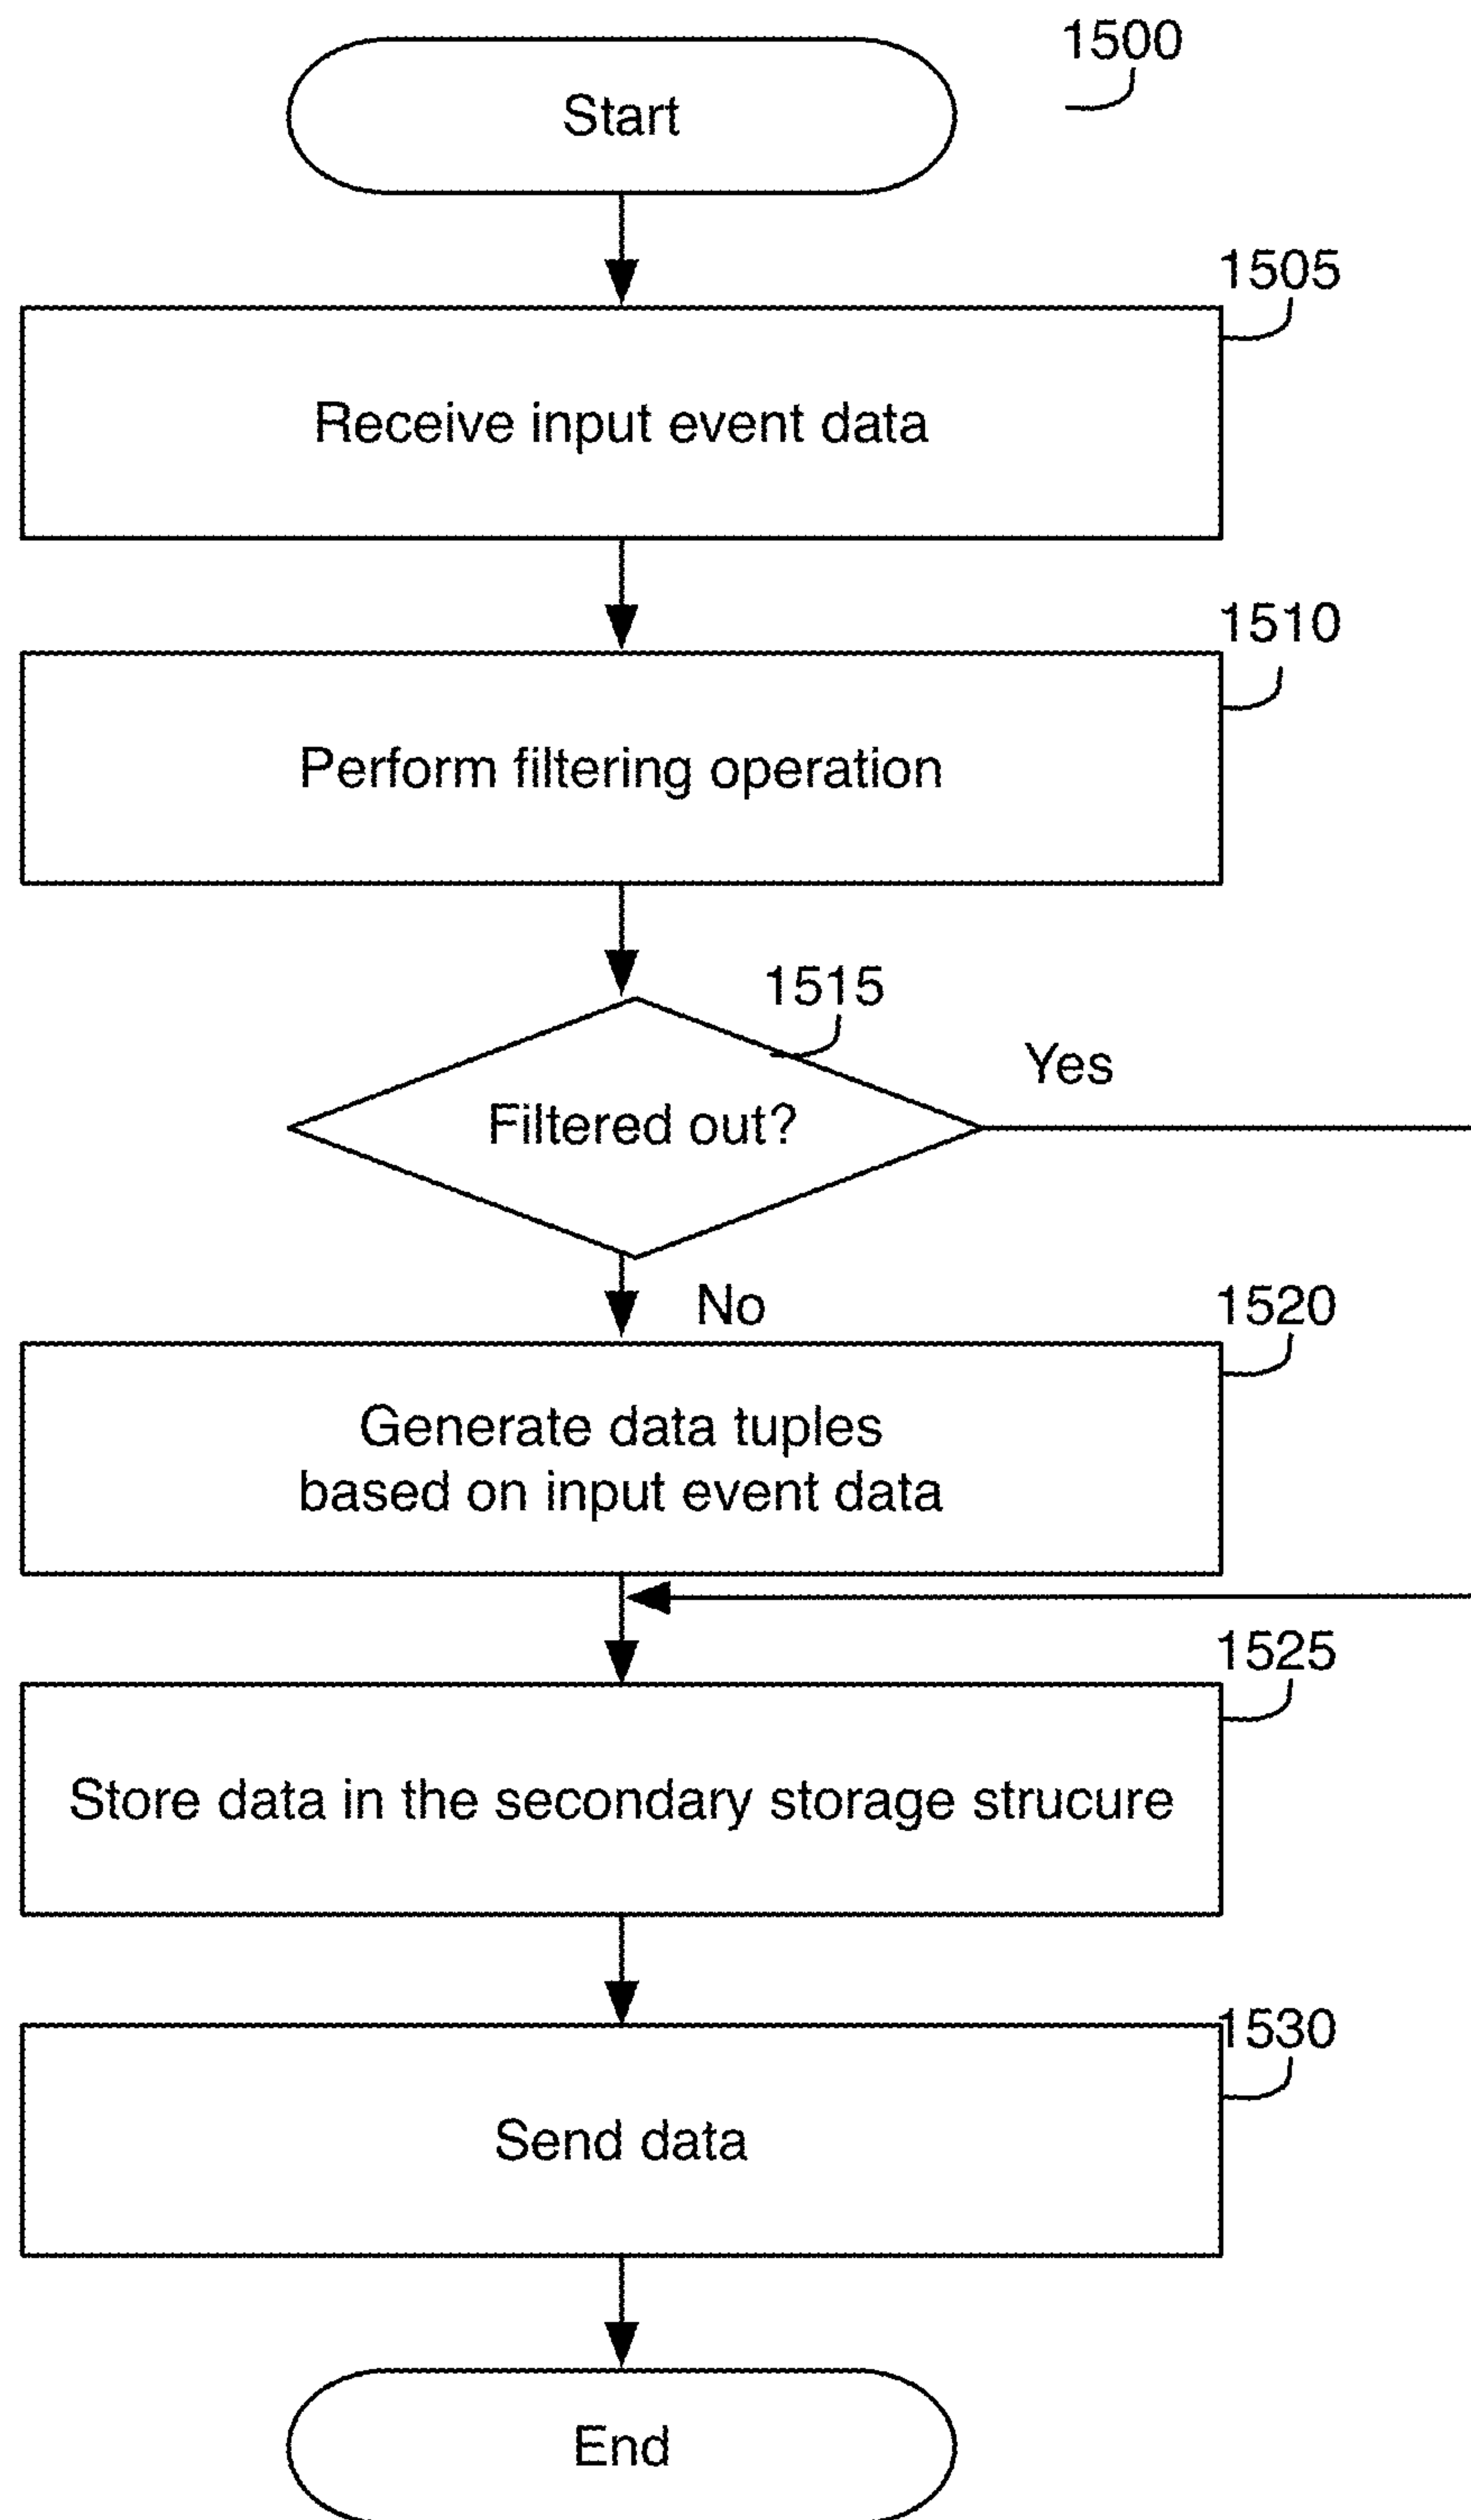 1500
Start
1505
Receive input event data
1510
Perform filtering operation
1515
Yes
Filtered out?
No
1520
Generate data tuples
based on input event data
1525
Store data in the secondary storage strucure
1530
Send data
End